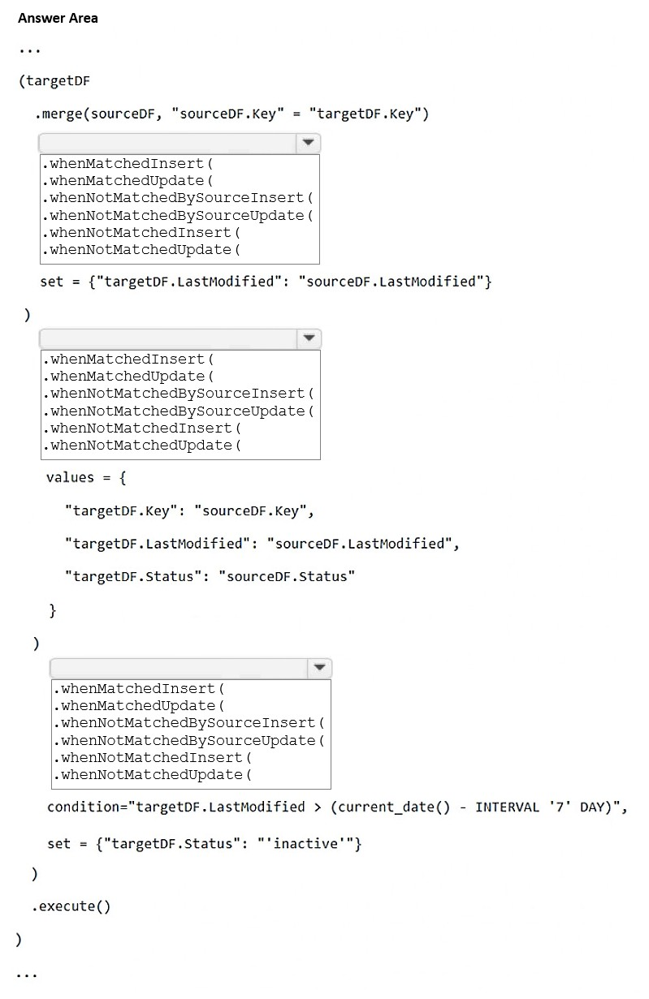 Answer Area
...
(targetDF
.merge(sourceDF, "sourceDF.Key" = "targetDF.Key")
.whenMatchedInsert(
.whenMatchedUpdate(
.whenNotMatchedBySourceInsert(
.whenNotMatchedBySourceUpdate(
.whenNotMatchedInsert(
.whenNotMatchedUpdate(
set = {"targetDF.LastModified": "sourceDF.LastModified"}
)
.whenMatchedInsert(
.whenMatchedUpdate(
.whenNotMatchedBySourceInsert(
.whenNotMatchedBySourceUpdate(
.whenNotMatchedInsert(
.whenNotMatchedUpdate(
values = {
"targetDF.Key": "sourceDF.Key",
"targetDF.LastModified": "sourceDF.LastModified",
"targetDF.Status": "sourceDF.Status"
}
)
.whenMatchedInsert(
.whenMatchedUpdate(
.whenNotMatchedBySourceInsert(
.whenNotMatchedBySourceUpdate(
.whenNotMatchedInsert(
.whenNotMatchedUpdate(
condition="targetDF.LastModified > (current_date() - INTERVAL '7' DAY)",
set = {"targetDF.Status": "'inactive'"}
)
.execute()
)
...